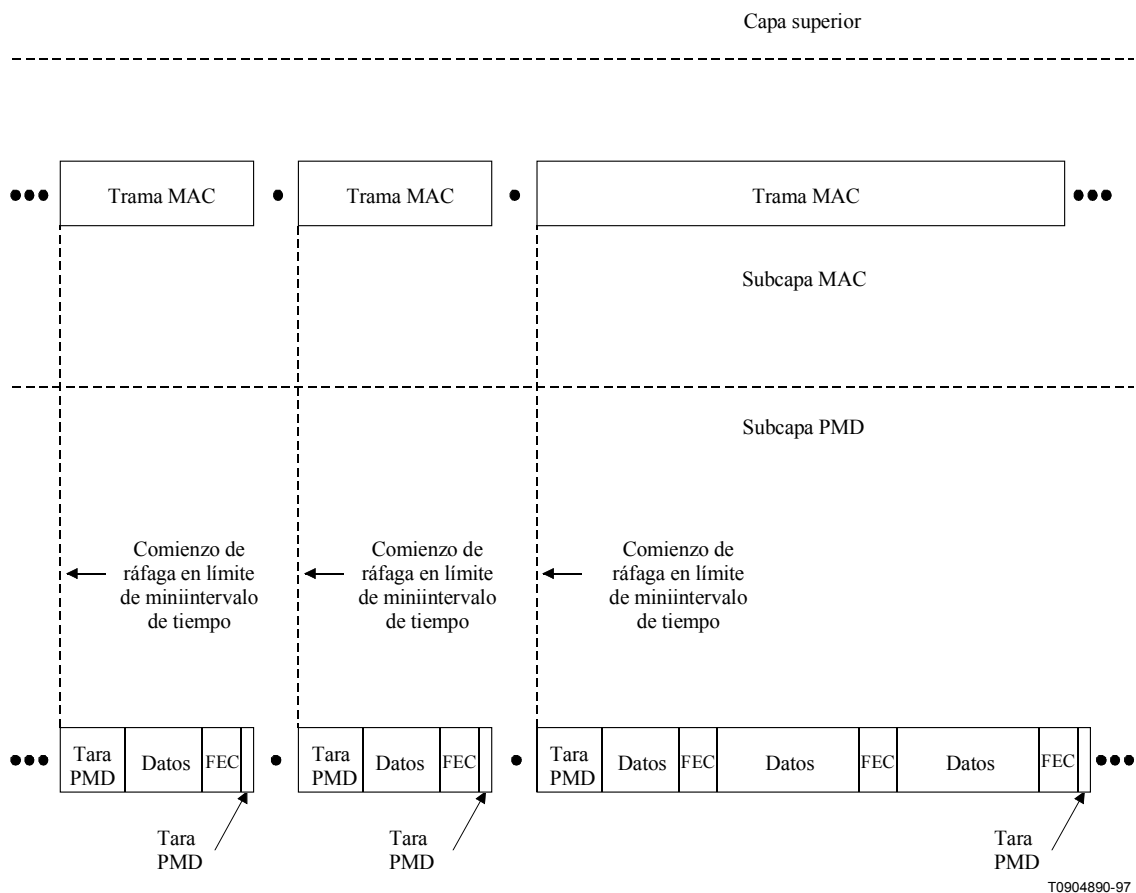 Capa superior
Trama MAC
Trama MAC
Trama MAC
Subcapa MAC
Subcapa PMD
Comienzo de
ráfaga en límite
de miniintervalo
de tiempo
Comienzo de
ráfaga en límite
de miniintervalo
de tiempo
Comienzo de
ráfaga en límite
de miniintervalo
de tiempo
Tara
PMD
Datos
FEC
Tara
PMD
Datos
FEC
Tara
PMD
Datos
FEC
Datos
FEC
Datos
FEC
Tara
PMD
Tara
PMD
Tara
PMD
T0904890-97